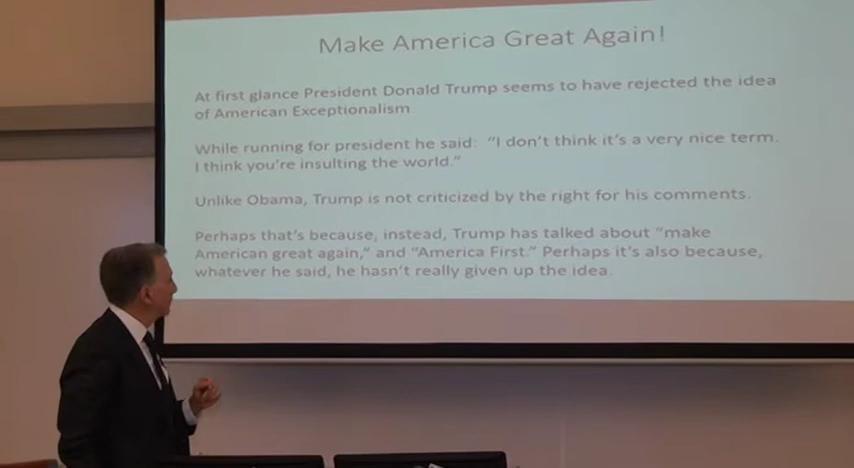 Make America Great Again!
At first glance President Donald Trump seems to have rejected the idea
of American Exceptionalism
While running for president he said: "I don't think it's a very nice term.
I think you're insulting the world."
Unlike Obama, Trump is not criticized by the right for his comments.
Perhaps that's because, instead, Trump has talked about "make
American great again," and "America First." Perhaps it's also because,
whatever he said, he hasn't really given up the idea.